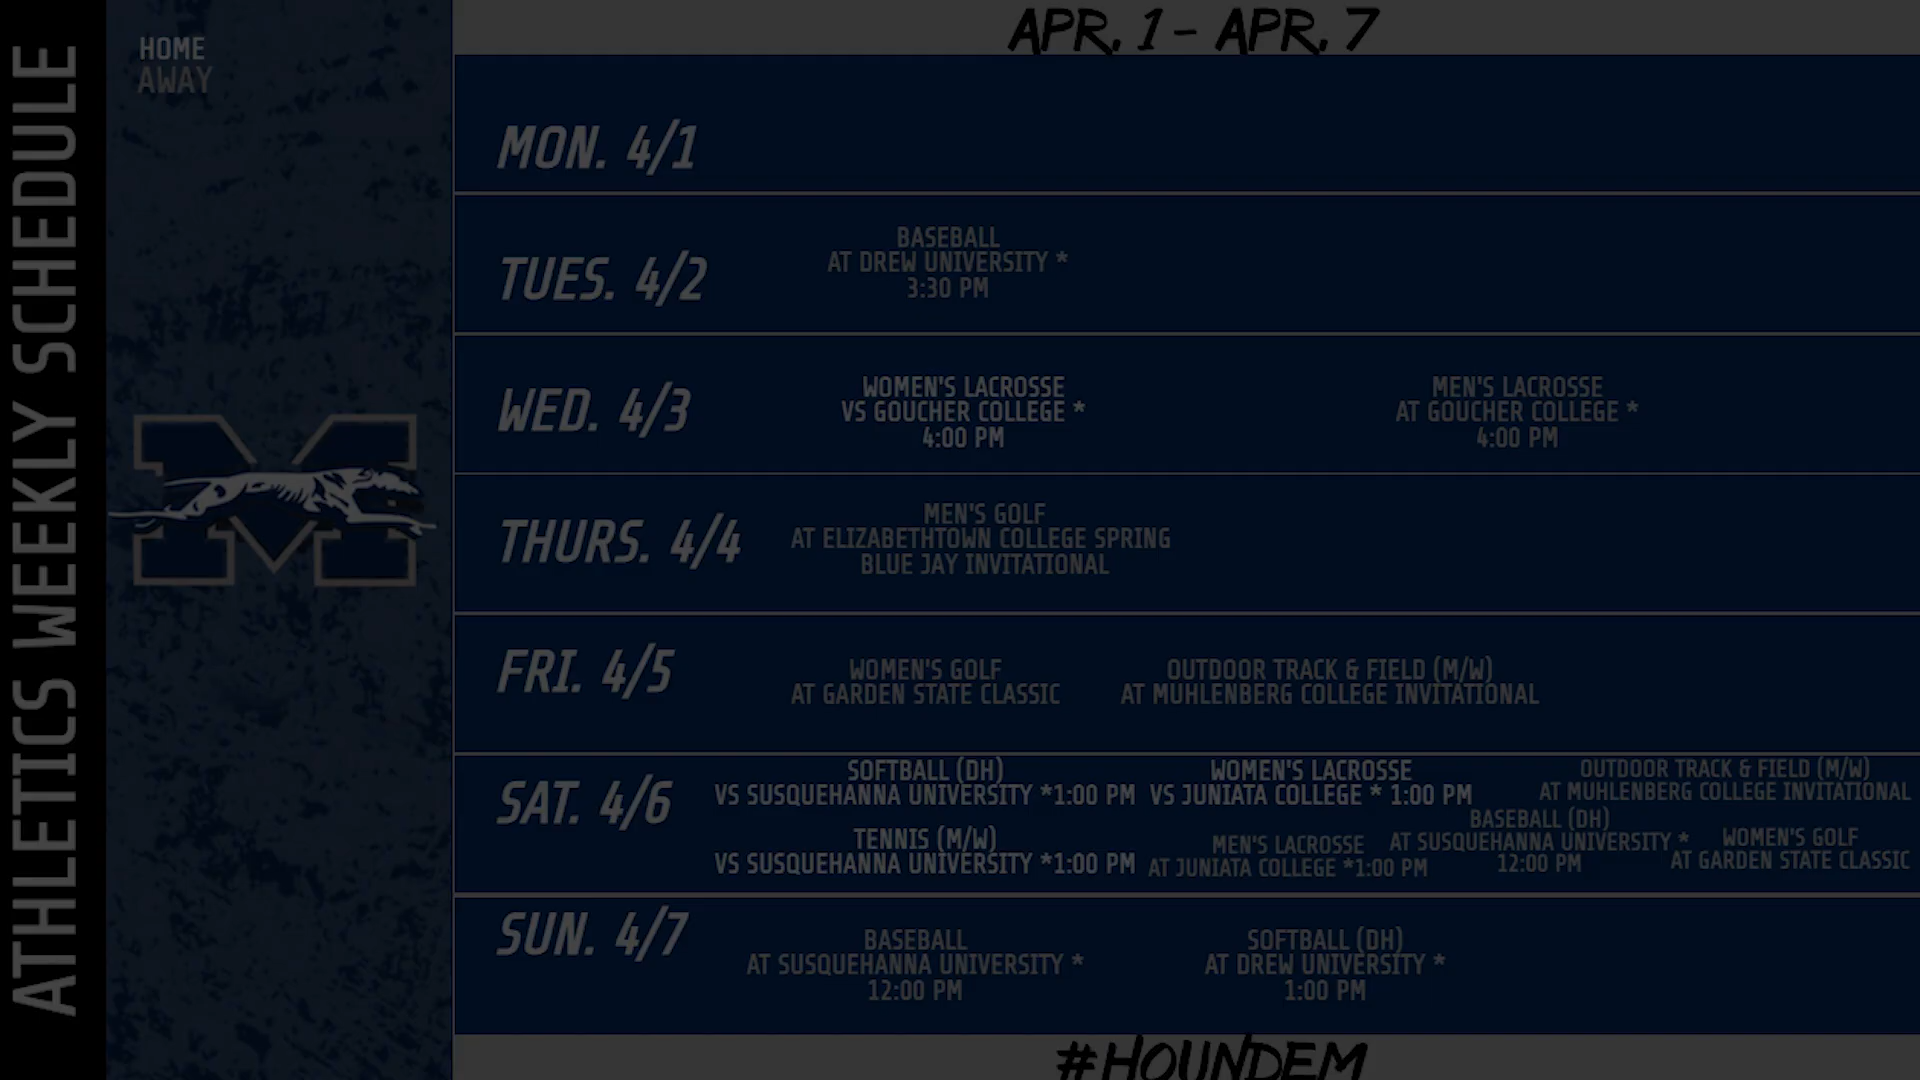 ATHLETICS WEEKLY SCHEDULE
HOME
AWAY
M
APR. 1 - APR. 7
MON. 4/1
TUES. 4/2
BASEBALL
AT DREW UNIVERSITY *
3:30 PM
WED. 4/3
WOMEN'S LACROSSE
VS GOUCHER COLLEGE *
4:00 PM
MEN'S LACROSSE
AT GOUCHER COLLEGE *
4:00 PM
THURS. 4/4
MEN'S GOLF
AT ELIZABETHTOWN COLLEGE SPRING
BLUE JAY INVITATIONAL
FRI. 4/5
WOMEN'S GOLF
AT GARDEN STATE CLASSIC
OUTDOOR TRACK & FIELD (M/W)
AT MUHLENBERG COLLEGE INVITATIONAL
SAT. 4/6
SOFTBALL (DH)
VS SUSQUEHANNA UNIVERSITY *1:00 PM
WOMEN'S LACROSSE
VS JUNIATA COLLEGE * 1:00 PM
OUTDOOR TRACK & FIELD (M/W)
AT MUHLENBERG COLLEGE INVITATIONAL
TENNIS (M/W)
VS SUSQUEHANNA UNIVERSITY *1:00 PM
MEN'S LACROSSE
AT JUNIATA COLLEGE *1:00 PM
BASEBALL (DH)
AT SUSQUEHANNA UNIVERSITY *
12:00 PM
WOMEN'S GOLF
AT GARDEN STATE CLASSIC
SUN. 4/7
BASEBALL
AT SUSQUEHANNA UNIVERSITY *
12:00 PM
SOFTBALL (DH)
AT DREW UNIVERSITY *
1:00 PM
#HOUNDEM